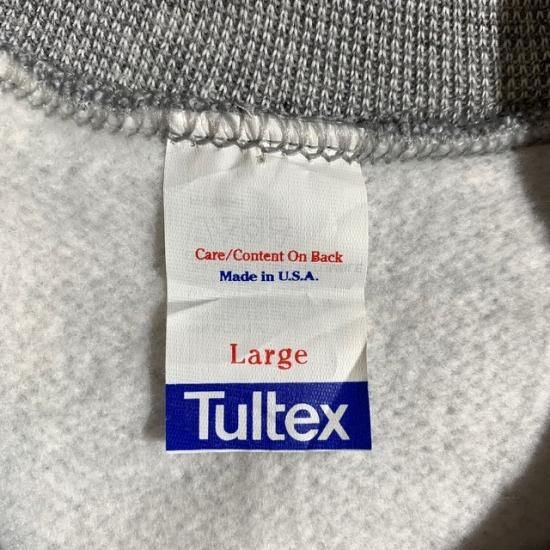 Care/Content On Back
Made in U.S.A.
Large
Tultex